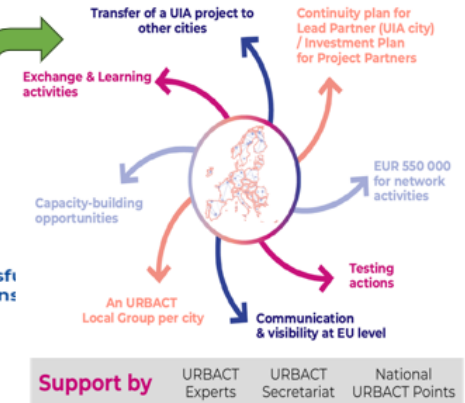 Transfer of a UIA project to
other cities
Continuity plan for
Lead Partner (UIA city)
/ Investment Plan
for Project Partners
Exchange & Learning
activities
EUR 550 000
for network
activities
Capacity-building
opportunities
Testing
actions
An URBACT
Local Group per city
Communication
& visibility at EU level
Support by
URBACT
Experts
URBACT
Secretariat
National
URBACT Points